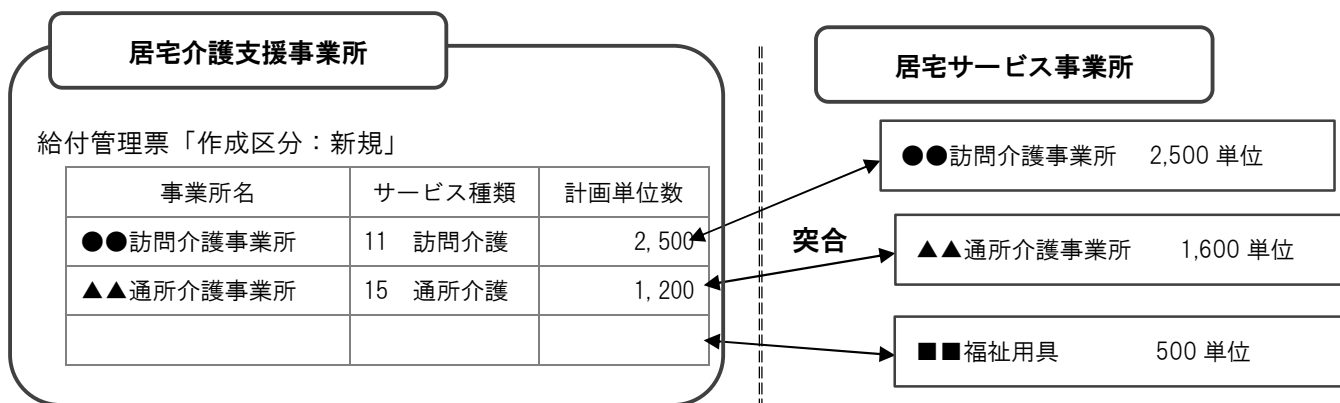 居宅介護支援事業所
居宅サービス事業所
給付管理票「作成区分：新規」
事業所名 サービス種類 計画単位数
●●訪問介護事業所 11 訪問介護 2,500
▲▲通所介護事業所 15 通所介護 1,200
突合
●●訪問介護事業所 2,500 単位
▲▲通所介護事業所 1,600 単位
■■福祉用具 500 単位